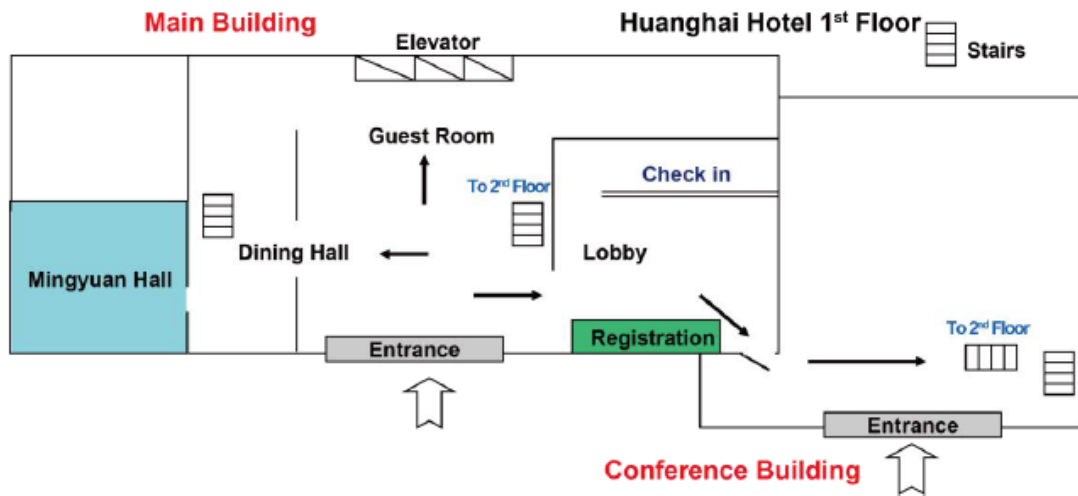 Main Building
Huanghai Hotel 1st Floor
Stairs
Elevator
Guest Room
To 2nd Floor
Check in
Dining Hall
Lobby
Mingyuan Hall
Registration
To 2nd Floor
Entrance
Entrance
Conference Building